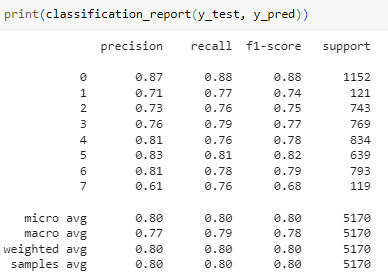 print(classification_report(y_test, y_pred))
precision recall f1-score support
0 0.87 0.88 0.88 1152
1 0.71 0.77 0.74 121
2 0.73 0.76 0.75 743
3 0.76 0.79 0.77 769
4 0.81 0.76 0.78 834
5 0.83 0.81 0.82 639
6 0.81 0.78 0.79 793
7 0.61 0.76 0.68 119
micro avg 0.80 0.80 0.80 5170
macro avg 0.77 0.79 0.78 5170
weighted avg 0.80 0.80 0.80 5170
samples avg 0.80 0.80 0.80 5170